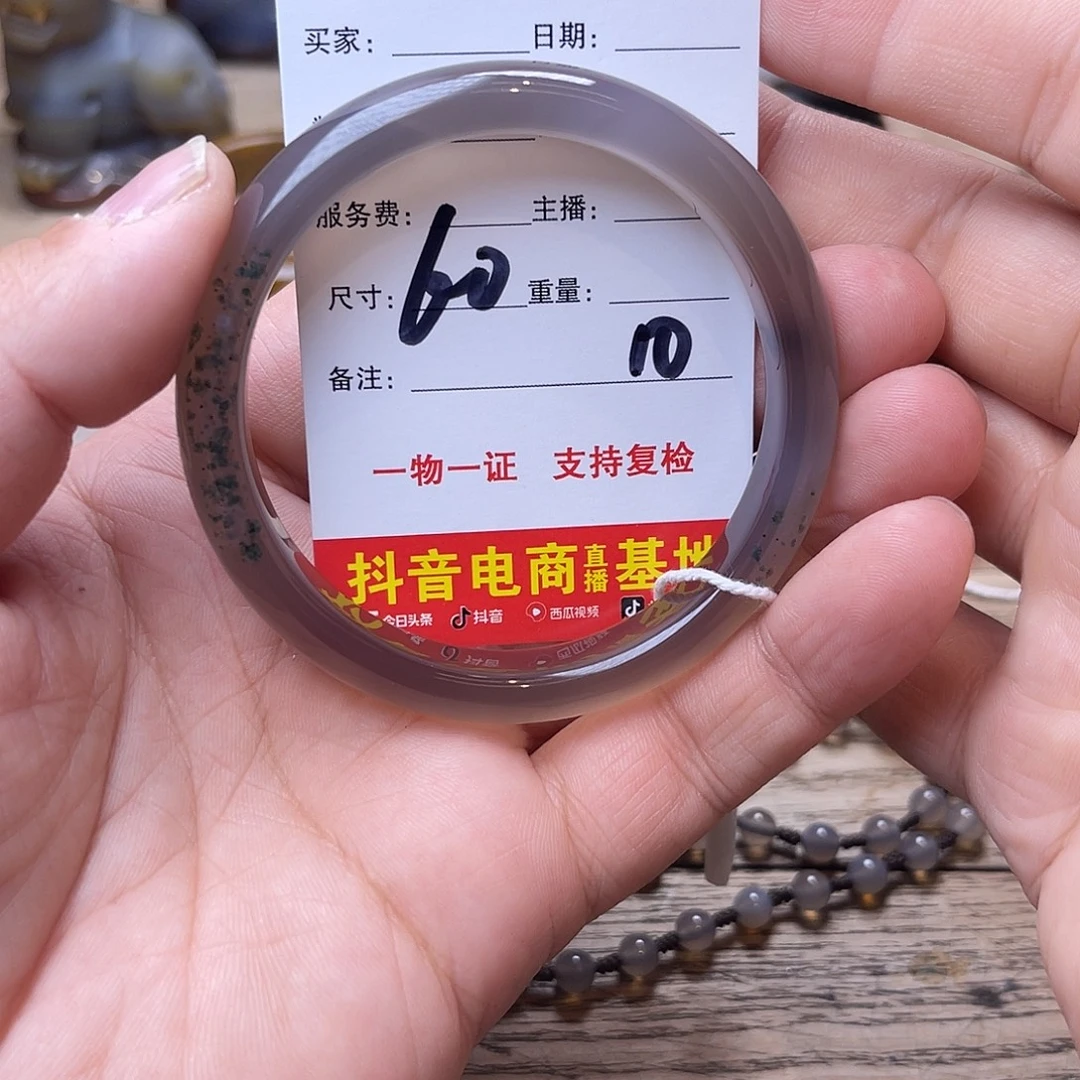 买家： 日期：
服务费： 主播：
尺寸：60 重量：
备注： 10
一物一证 支持复检
抖音电商直播基地
今日头条 抖音 西瓜视频